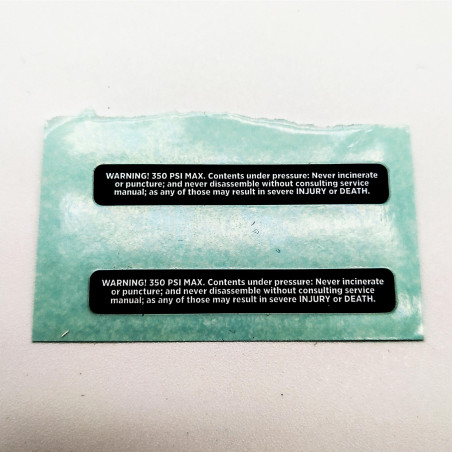 WARNING! 350 PSI MAX. Contents under pressure: Never incinerate
or puncture; and never disassemble without consulting service
manual; as any of those may result in severe INJURY or DEATH.
WARNING! 350 PSI MAX. Contents under pressure: Never incinerate
or puncture; and never disassemble without consulting service
manual; as any of those may result in severe INJURY or DEATH.